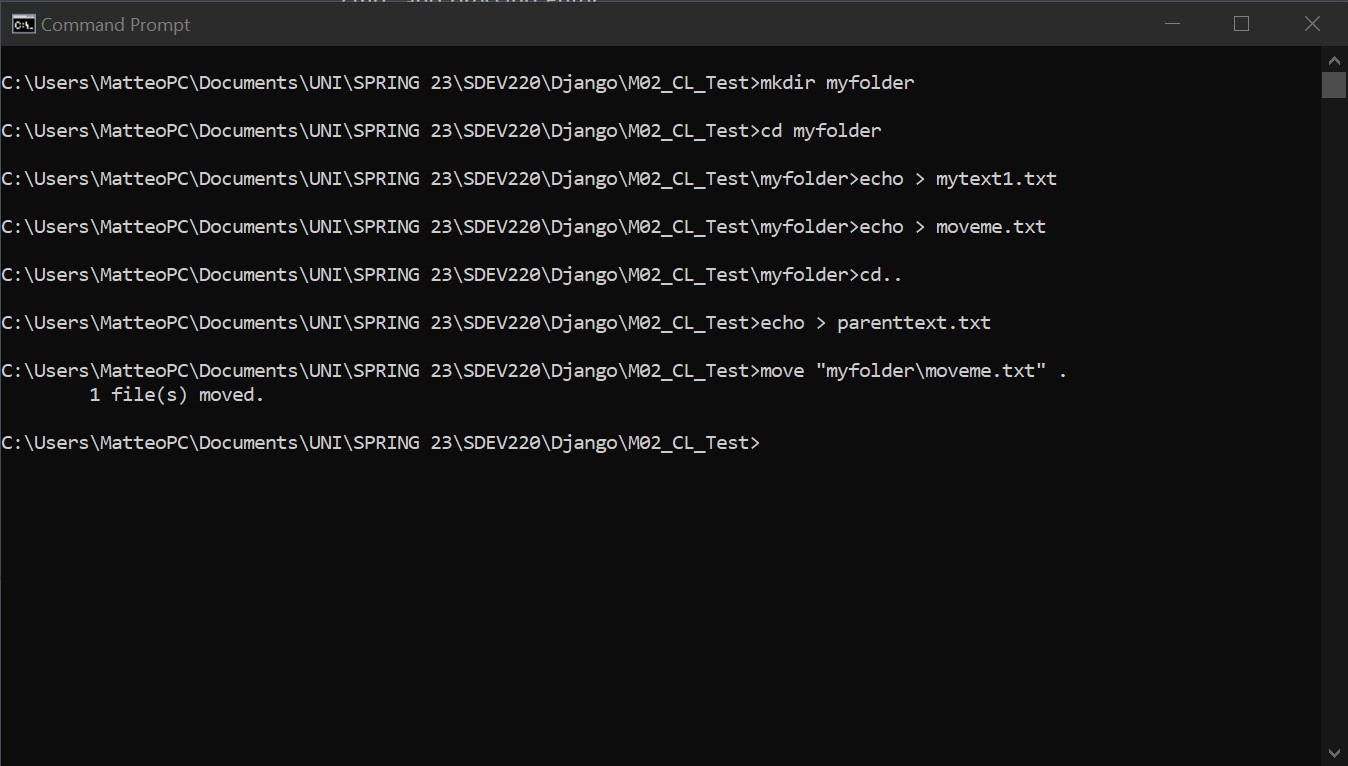 Command Prompt
C:\Users\MatteoPC\Documents\UNI\SPRING 23\SDEV220\Django\M02_CL_Test>mkdir myfolder
C:\Users\MatteoPC\Documents\UNI\SPRING 23\SDEV220\Django\M02_CL_Test>cd myfolder
C:\Users\MatteoPC\Documents\UNI\SPRING 23\SDEV220\Django\M02_CL_Test\myfolder>echo > mytext1.txt
C:\Users\MatteoPC\Documents\UNI\SPRING 23\SDEV220\Django\M02_CL_Test\myfolder>echo > moveme.txt
C:\Users\MatteoPC\Documents\UNI\SPRING 23\SDEV220\Django\M02_CL_Test\myfolder>cd..
C:\Users\MatteoPC\Documents\UNI\SPRING 23\SDEV220\Django\M02_CL_Test>echo > parenttext.txt
C:\Users\MatteoPC\Documents\UNI\SPRING 23\SDEV220\Django\M02_CL_Test>move "myfolder\moveme.txt" .
1 file(s) moved.
C:\Users\MatteoPC\Documents\UNI\SPRING 23\SDEV220\Django\M02_CL_Test>